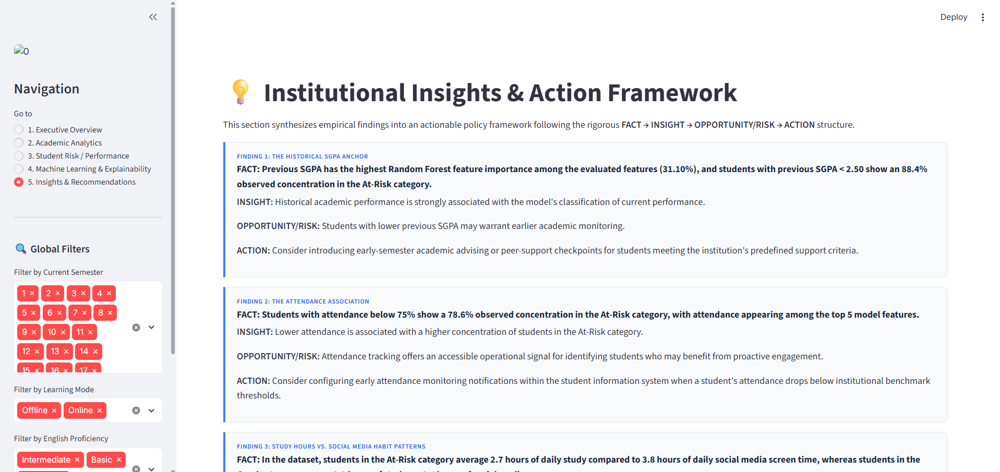 Deploy
0
Navigation
Go to
1. Executive Overview
2. Academic Analytics
3. Student Risk / Performance
4. Machine Learning & Explainability
5. Insights & Recommendations
Global Filters
Filter by Current Semester
1 × 2 × 3 × 4 ×
5 × 6 × 7 × 8 ×
9 × 10 × 11 ×
12 × 13 × 14 ×
15 × 16 × 17 ×
Filter by Learning Mode
Offline × Online ×
Filter by English Proficiency
Intermediate × Basic ×
Institutional Insights & Action Framework
This section synthesizes empirical findings into an actionable policy framework following the rigorous FACT → INSIGHT → OPPORTUNITY/RISK → ACTION structure.
FINDING 1: THE HISTORICAL SGPA ANCHOR
FACT: Previous SGPA has the highest Random Forest feature importance among the evaluated features (31.10%), and students with previous SGPA < 2.50 show an 88.4%
observed concentration in the At-Risk category.
INSIGHT: Historical academic performance is strongly associated with the model's classification of current performance.
OPPORTUNITY/RISK: Students with lower previous SGPA may warrant earlier academic monitoring.
ACTION: Consider introducing early-semester academic advising or peer-support checkpoints for students meeting the institution's predefined support criteria.
FINDING 2: THE ATTENDANCE ASSOCIATION
FACT: Students with attendance below 75% show a 78.6% observed concentration in the At-Risk category, with attendance appearing among the top 5 model features.
INSIGHT: Lower attendance is associated with a higher concentration of students in the At-Risk category.
OPPORTUNITY/RISK: Attendance tracking offers an accessible operational signal for identifying students who may benefit from proactive engagement.
ACTION: Consider configuring early attendance monitoring notifications within the student information system when a student's attendance drops below institutional benchmark
thresholds.
FINDING 3: STUDY HOURS VS. SOCIAL MEDIA HABIT PATTERNS
FACT: In the dataset, students in the At-Risk category average 2.7 hours of daily study compared to 3.8 hours of daily social media screen time, whereas students in the